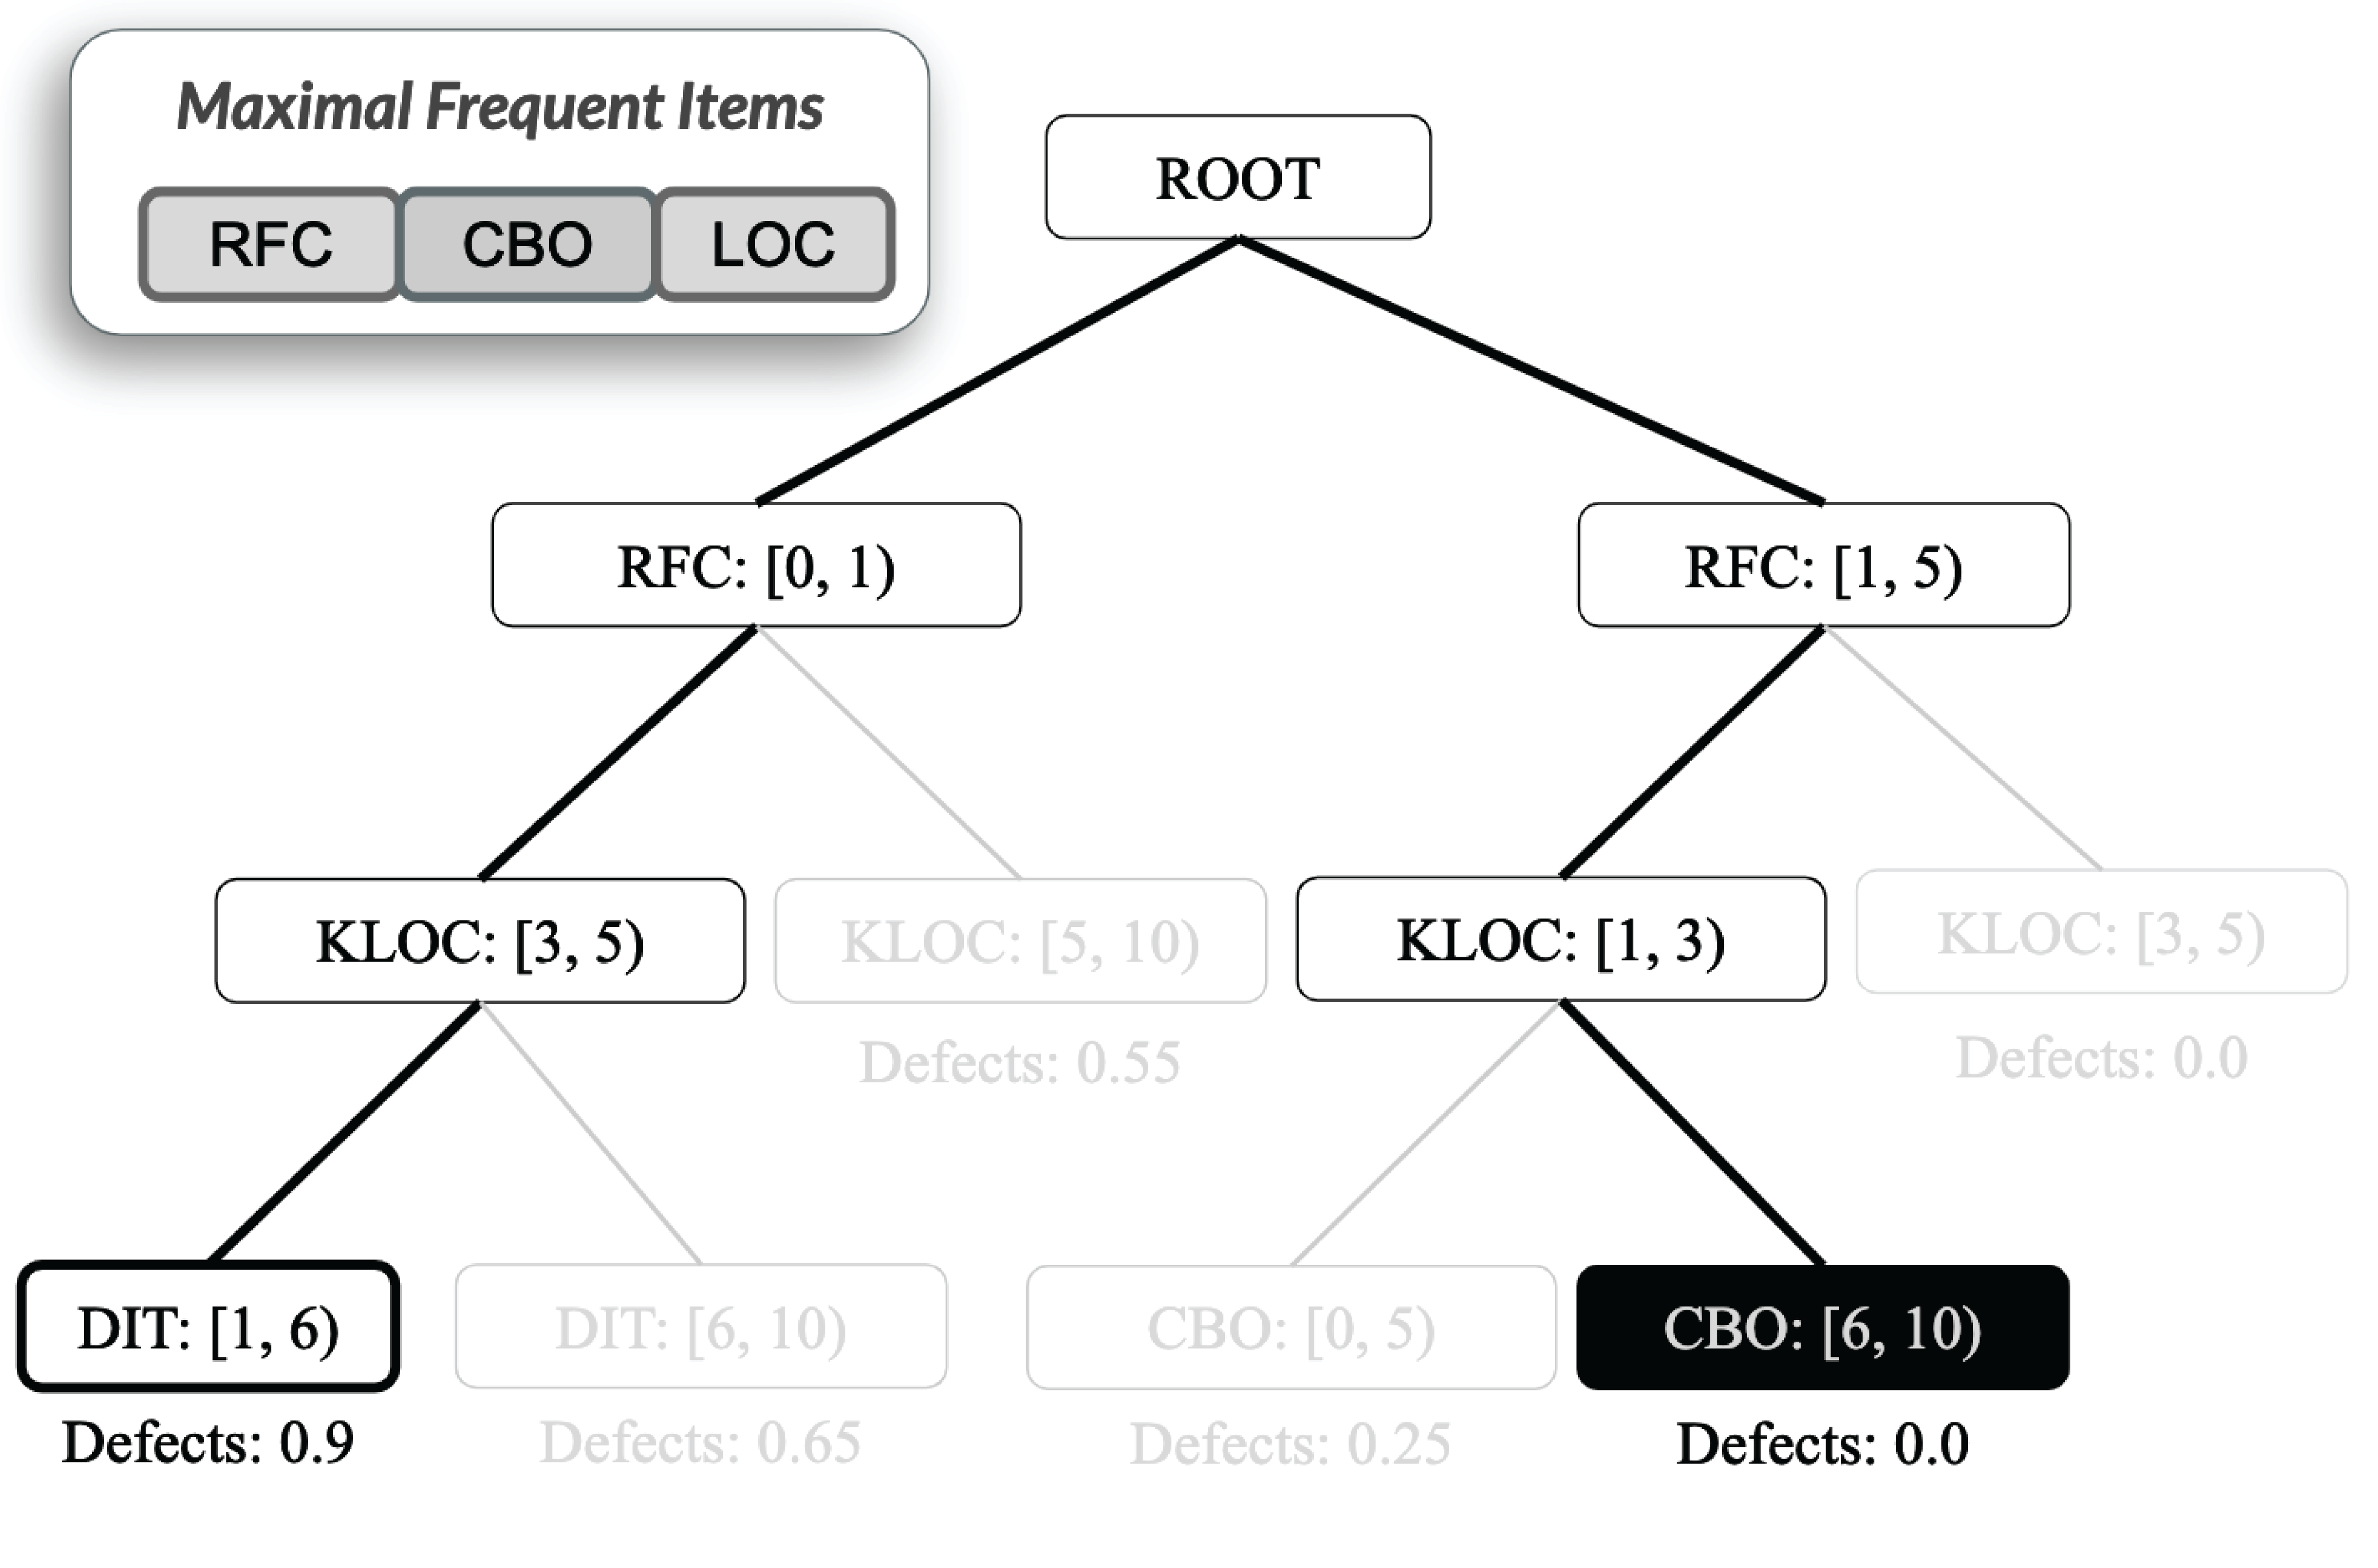 Maximal Frequent Items
RFC CBO LOC
ROOT
RFC: [0, 1)
RFC: [1, 5)
KLOC: [3, 5)
KLOC: [5, 10)
Defects: 0.55
KLOC: [1, 3)
KLOC: [3, 5)
Defects: 0.0
DIT: [1, 6)
Defects: 0.9
DIT: [6, 10)
Defects: 0.65
CBO: [0, 5)
Defects: 0.25
CBO: [6, 10)
Defects: 0.0